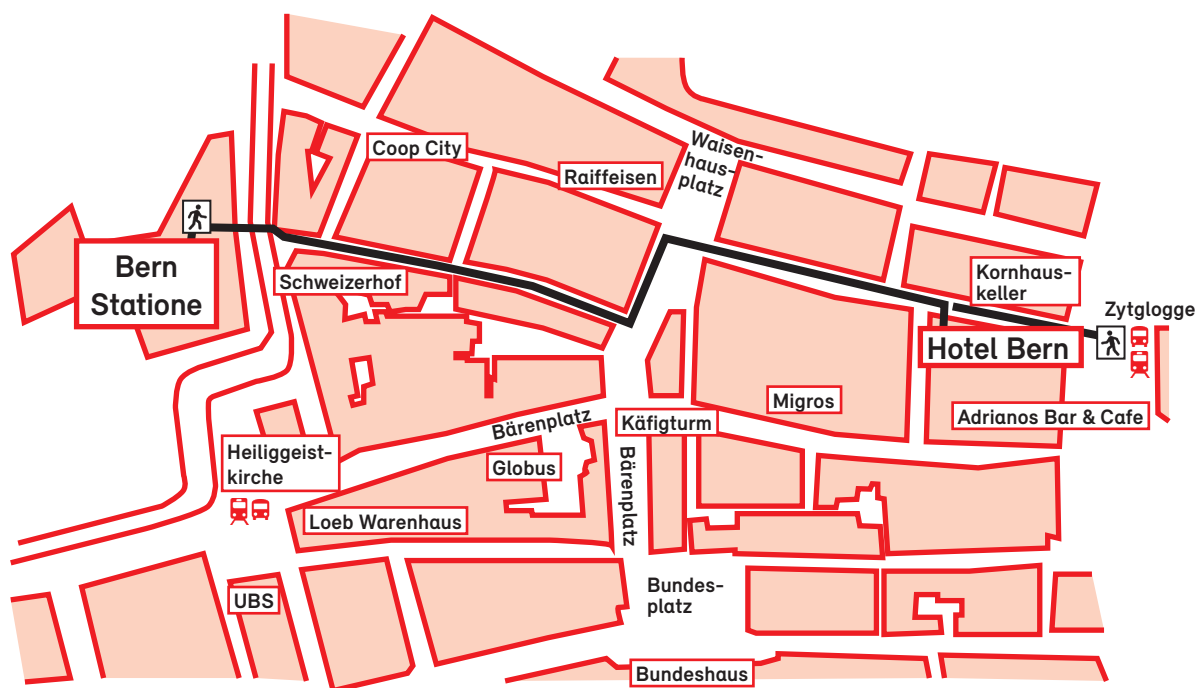 Coop City
Raiffeisen
Waisen-
haus-
platz
Bern
Statione
Schweizerhof
Kornhaus-
keller
Zytglogge
Hotel Bern
Migros
Adrianos Bar & Cafe
Bärenplatz
Käfigturm
Heiliggeist-
kirche
Globus
Bärenplatz
Loeb Warenhaus
UBS
Bundes-
platz
Bundeshaus